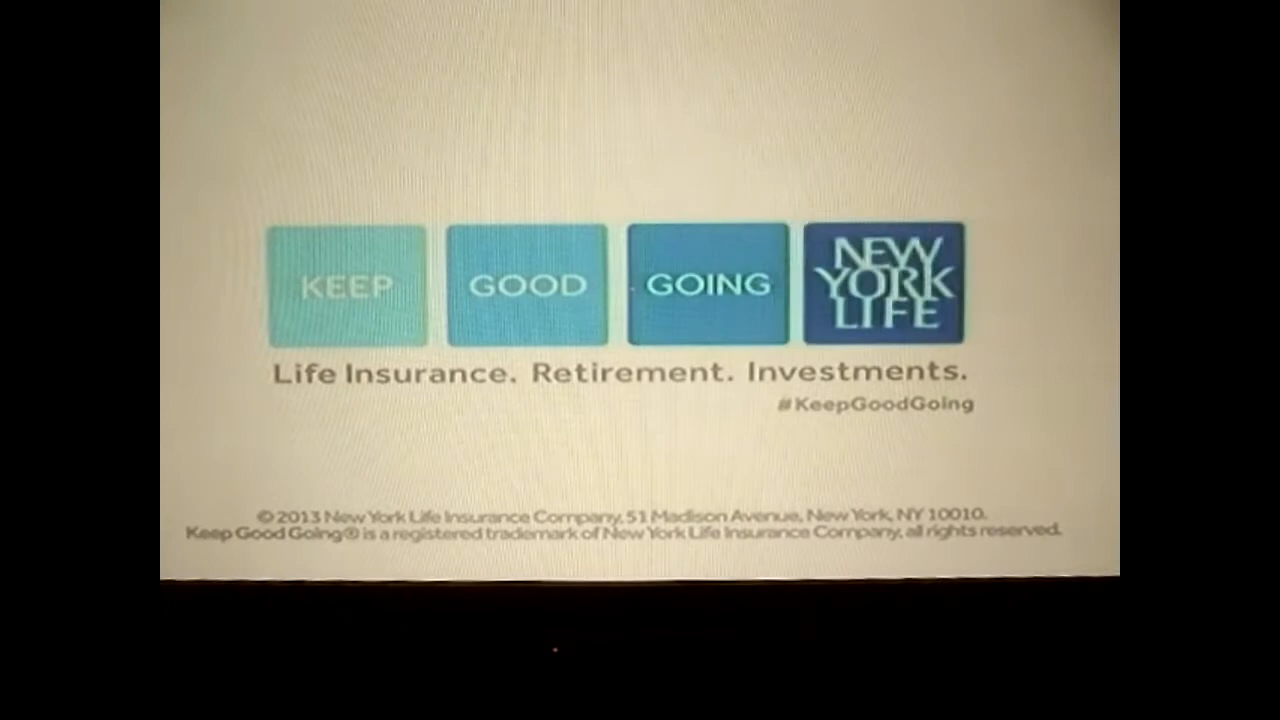 KEEP GOOD GOING NEW YORK LIFE
Life Insurance. Retirement. Investments.
#KeepGoodGoing
© 2013 New York Life Insurance Company, 51 Madison Avenue, New York, NY 10010.
Keep Good Going® is a registered trademark of New York Life Insurance Company, all rights reserved.